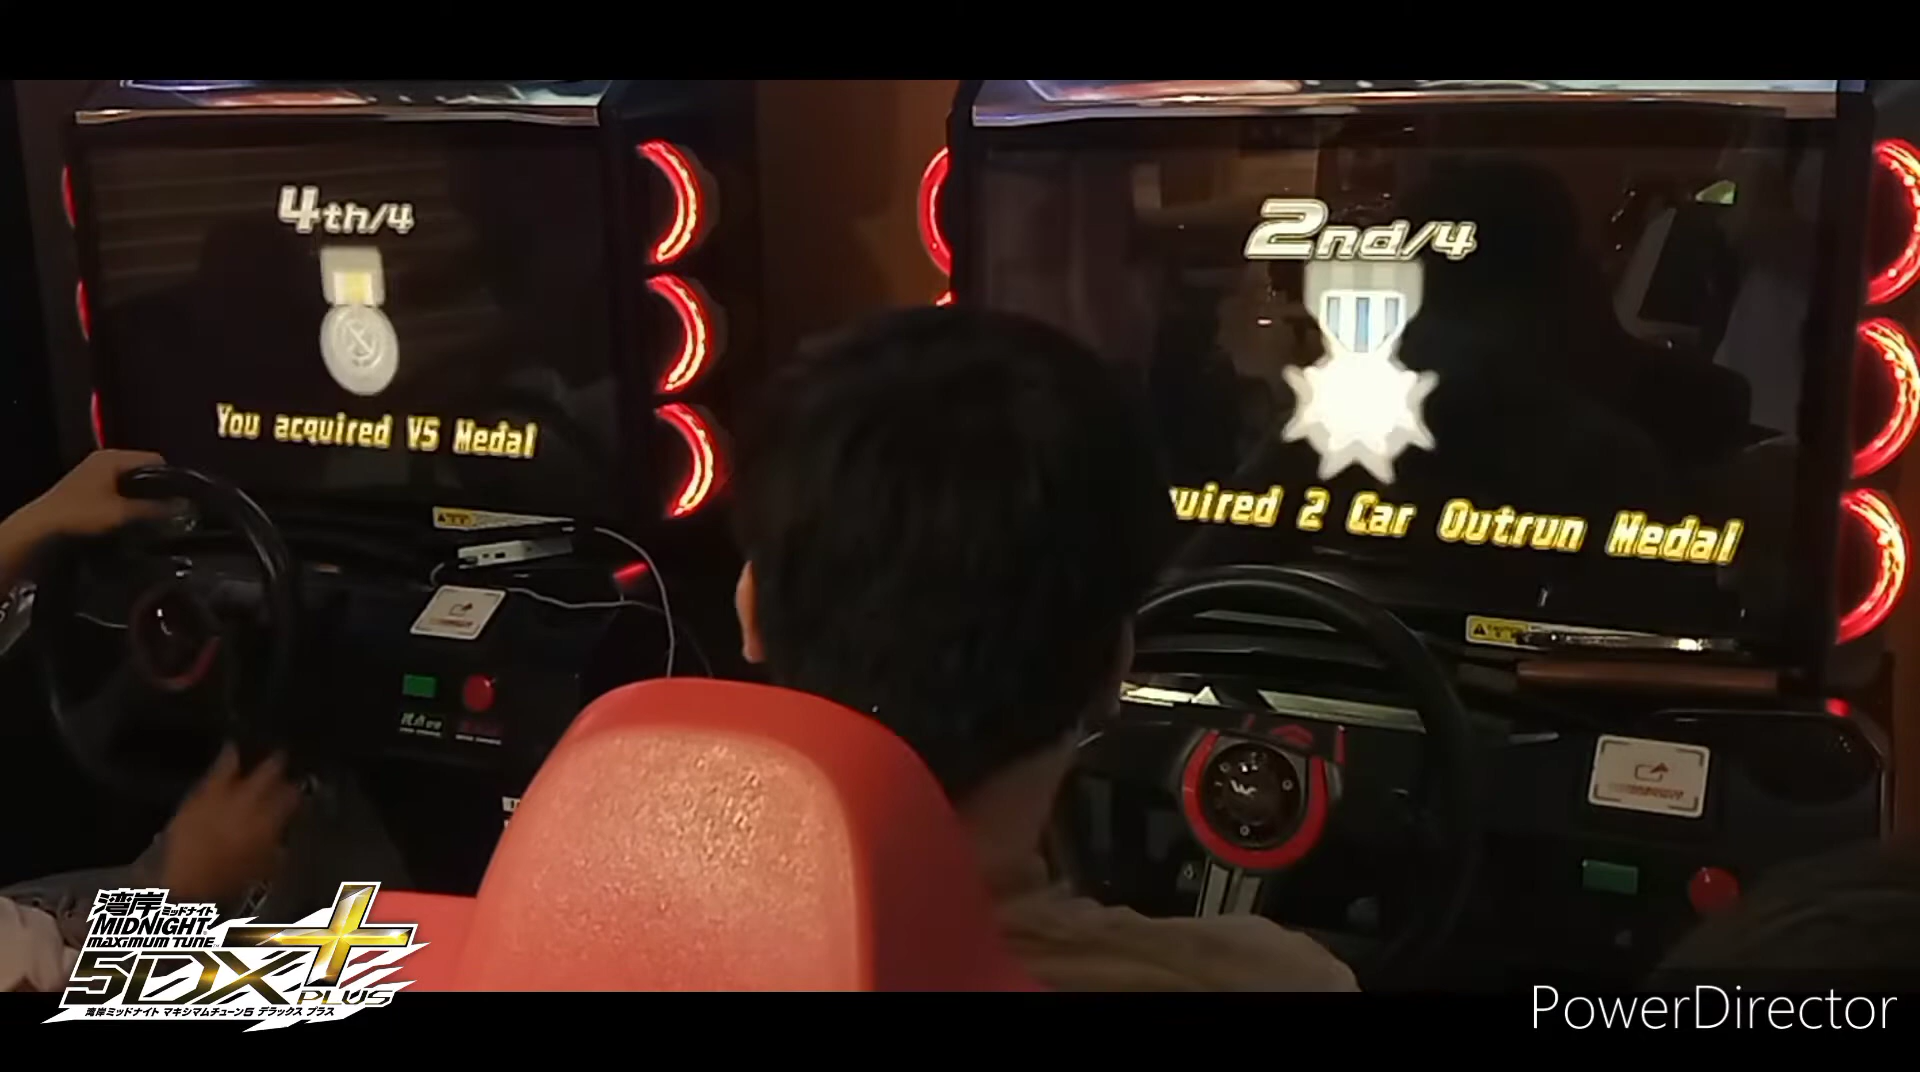 4th/4
You acquired VS Medal
2nd/4
quired 2 Car Outrun Medal
湾岸
ミッドナイト
MIDNIGHT
MAXIMUM TUNE
5DX+
PLUS
湾岸ミッドナイト マキシマムチューン5 デラックス プラス
PowerDirector